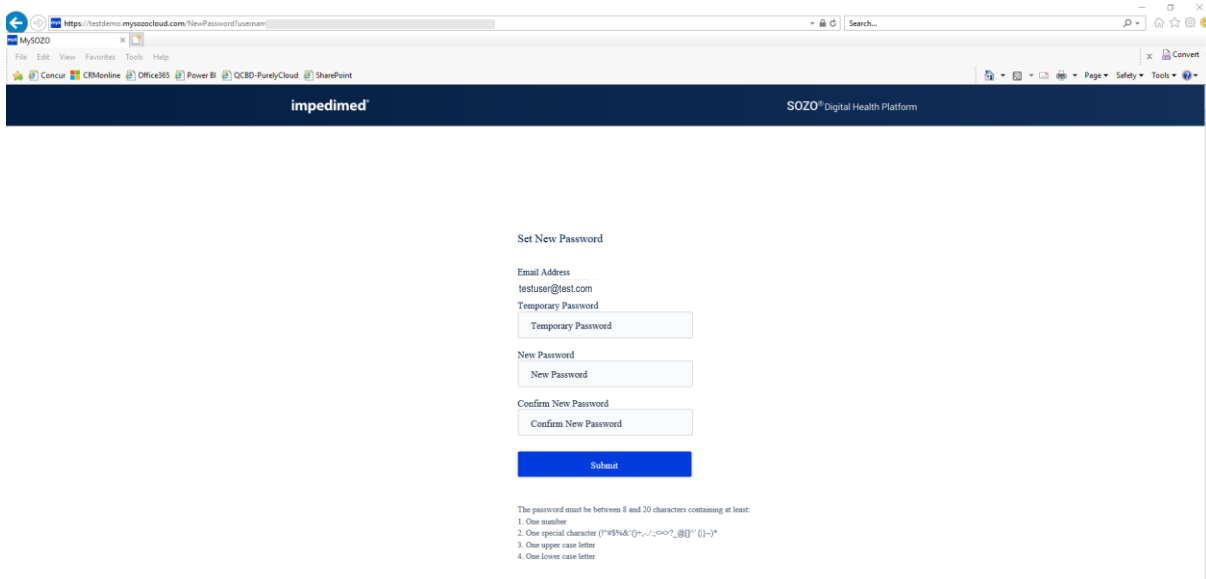 https://testdemo.mysozocloud.com/NewPassword?usernam
Search...
MySOZO
File Edit View Favorites Tools Help
Convert
Concur CRMonline Office365 Power BI QCBD-PurelyCloud SharePoint
Page Safety Tools
impedimed®
SOZO® Digital Health Platform
Set New Password
Email Address
testuser@test.com
Temporary Password
Temporary Password
New Password
New Password
Confirm New Password
Confirm New Password
Submit
The password must be between 8 and 20 characters containing at least:
1. One number
2. One special character
3. One upper case letter
4. One lower case letter